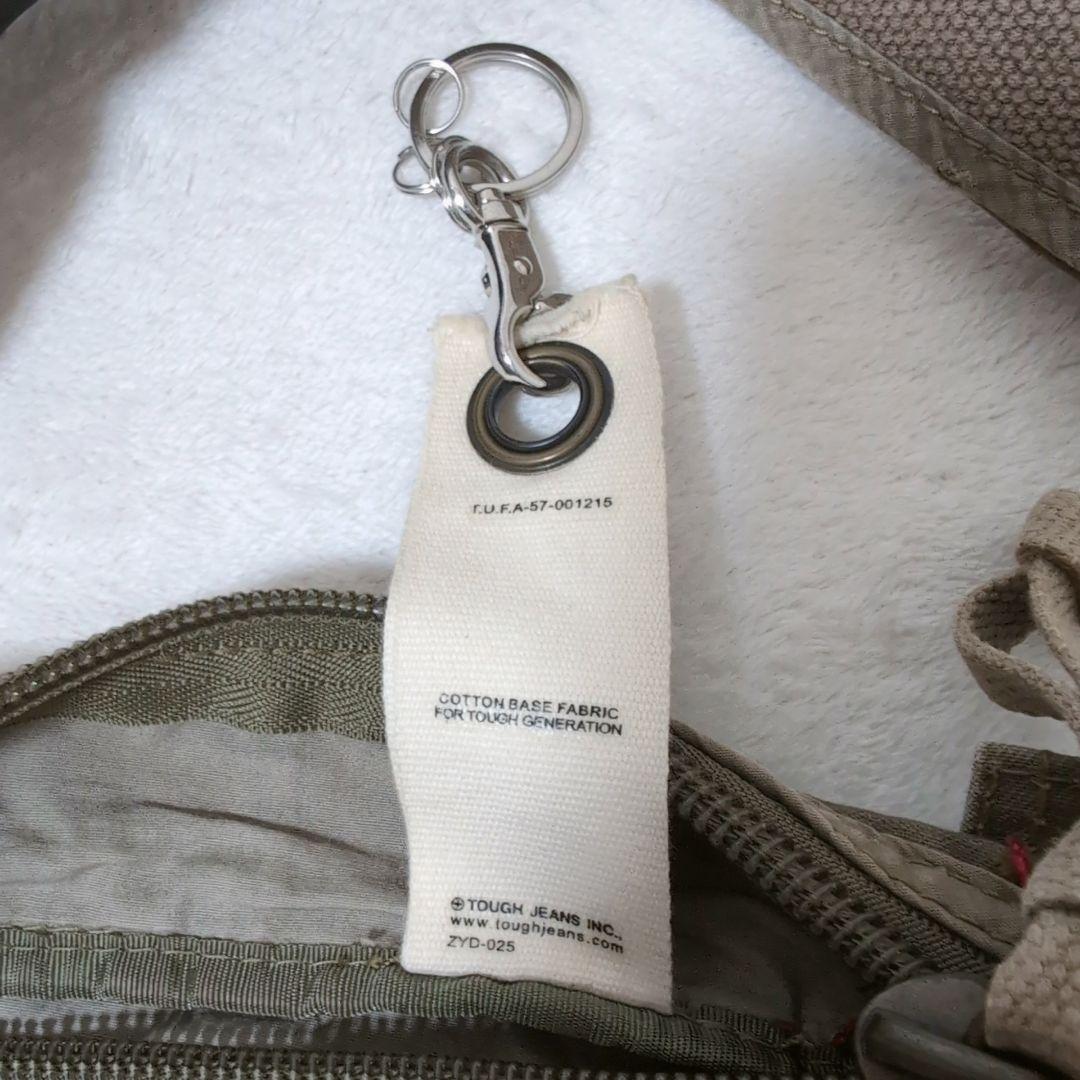 T.U.F.A-57-001215
COTTON BASE FABRIC
FOR TOUGH GENERATION
TOUGH JEANS INC.,
www.toughjeans.com
ZYD-025